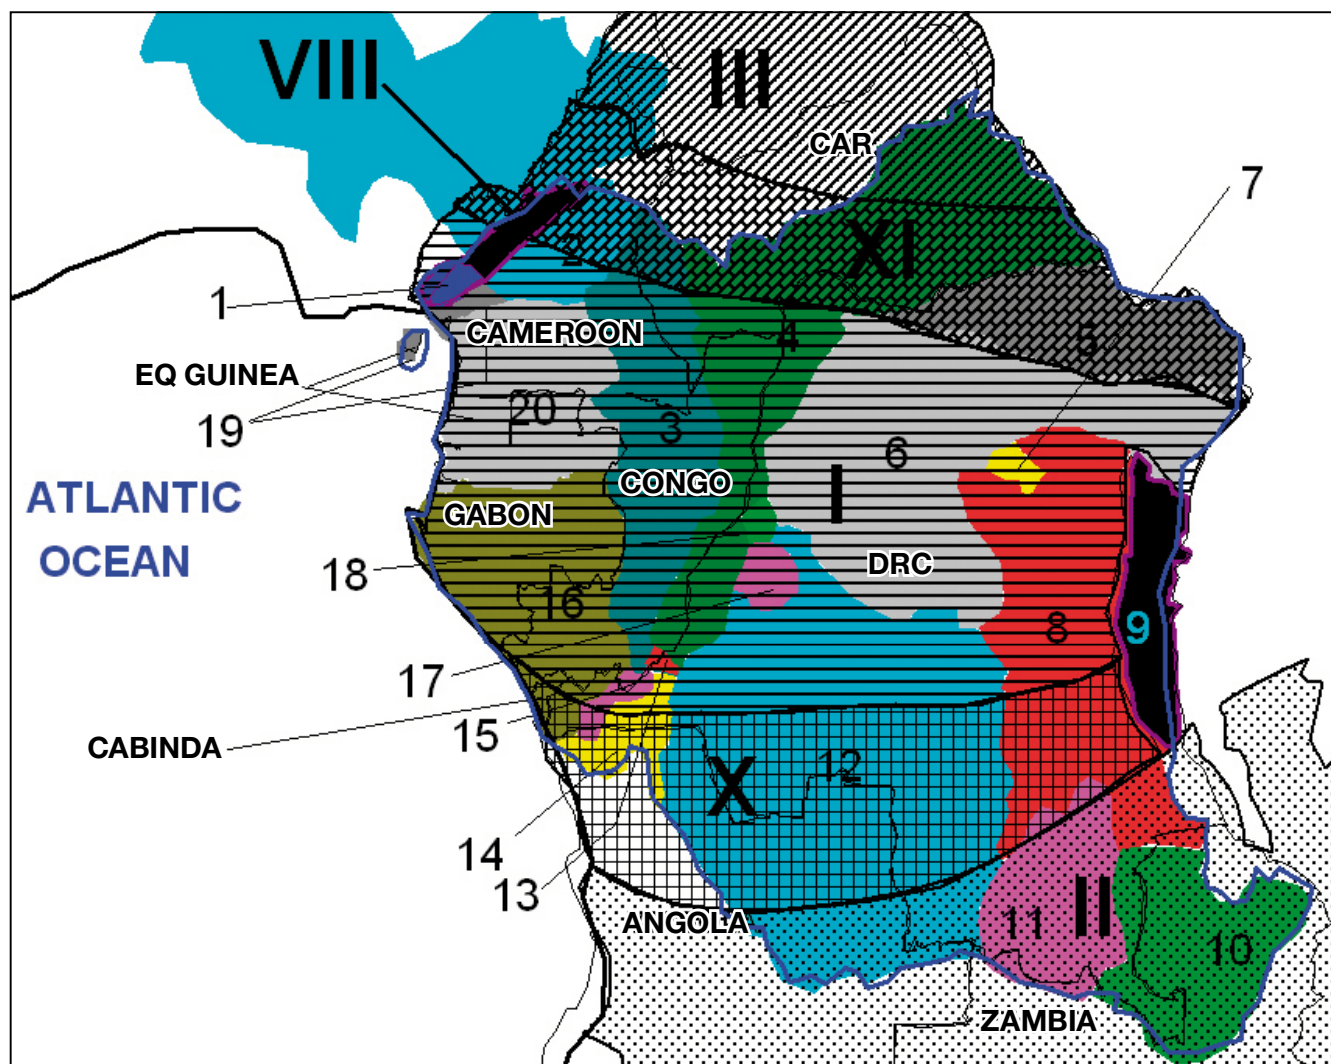 VIII
III
CAR
7
XI
2
1
CAMEROON
4
5
EQ GUINEA
20
19
3
6
ATLANTIC
OCEAN
CONGO
I
GABON
18
DRC
16
8
9
17
15
CABINDA
X
12
14
13
ANGOLA
11
II
10
ZAMBIA